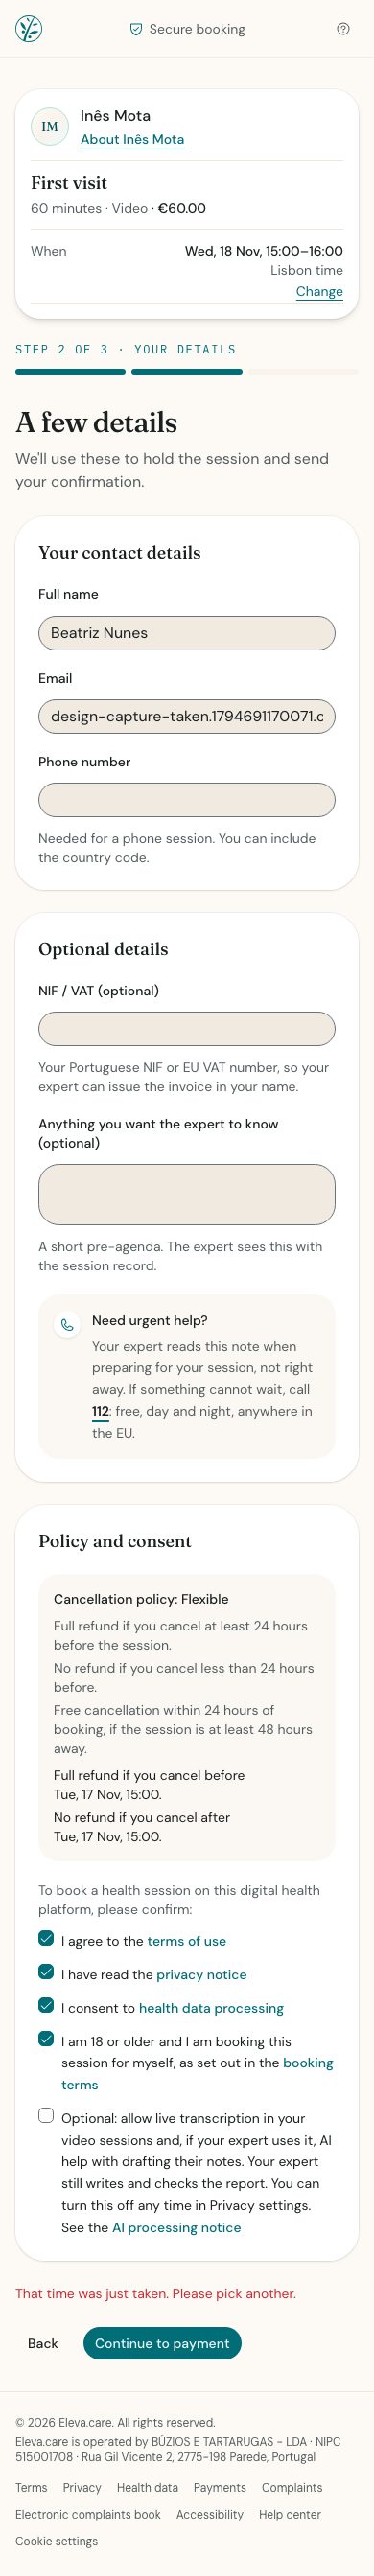 Secure booking
IM
Inês Mota
About Inês Mota
First visit
60 minutes · Video · €60.00
When
Wed, 18 Nov, 15:00–16:00
Lisbon time
Change
STEP 2 OF 3 · YOUR DETAILS
A few details
We'll use these to hold the session and send
your confirmation.
Your contact details
Full name
Beatriz Nunes
Email
design-capture-taken.1794691170071.c
Phone number
Needed for a phone session. You can include
the country code.
Optional details
NIF / VAT (optional)
Your Portuguese NIF or EU VAT number, so your
expert can issue the invoice in your name.
Anything you want the expert to know
(optional)
A short pre-agenda. The expert sees this with
the session record.
Need urgent help?
Your expert reads this note when
preparing for your session, not right
away. If something cannot wait, call
112: free, day and night, anywhere in
the EU.
Policy and consent
Cancellation policy: Flexible
Full refund if you cancel at least 24 hours
before the session.
No refund if you cancel less than 24 hours
before.
Free cancellation within 24 hours of
booking, if the session is at least 48 hours
away.
Full refund if you cancel before
Tue, 17 Nov, 15:00.
No refund if you cancel after
Tue, 17 Nov, 15:00.
To book a health session on this digital health
platform, please confirm:
I agree to the terms of use
I have read the privacy notice
I consent to health data processing
I am 18 or older and I am booking this
session for myself, as set out in the booking
terms
Optional: allow live transcription in your
video sessions and, if your expert uses it, AI
help with drafting their notes. Your expert
still writes and checks the report. You can
turn this off any time in Privacy settings.
See the AI processing notice
That time was just taken. Please pick another.
Back
Continue to payment
© 2026 Eleva.care. All rights reserved.
Eleva.care is operated by BÚZIOS E TARTARUGAS - LDA · NIPC
515001708 · Rua Gil Vicente 2, 2775-198 Parede, Portugal
Terms Privacy Health data Payments Complaints
Electronic complaints book Accessibility Help center
Cookie settings